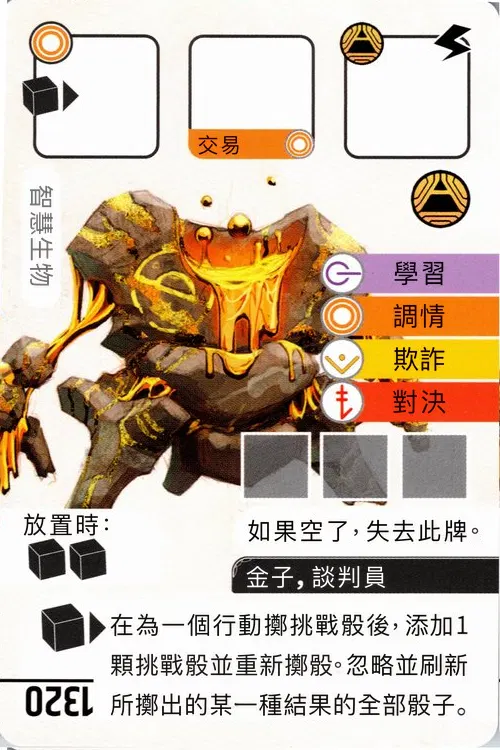 交易
智慧生物
學習
調情
欺詐
對決
放置時：
如果空了，失去此牌。
金子，談判員
在為一個行動擲挑戰骰後，添加1
顆挑戰骰並重新擲骰。忽略並刷新
所擲出的某一種結果的全部骰子。
1320